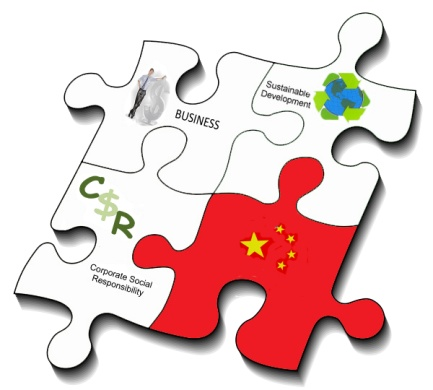 BUSINESS
Sustainable
Development
C$R
Corporate Social
Responsibility